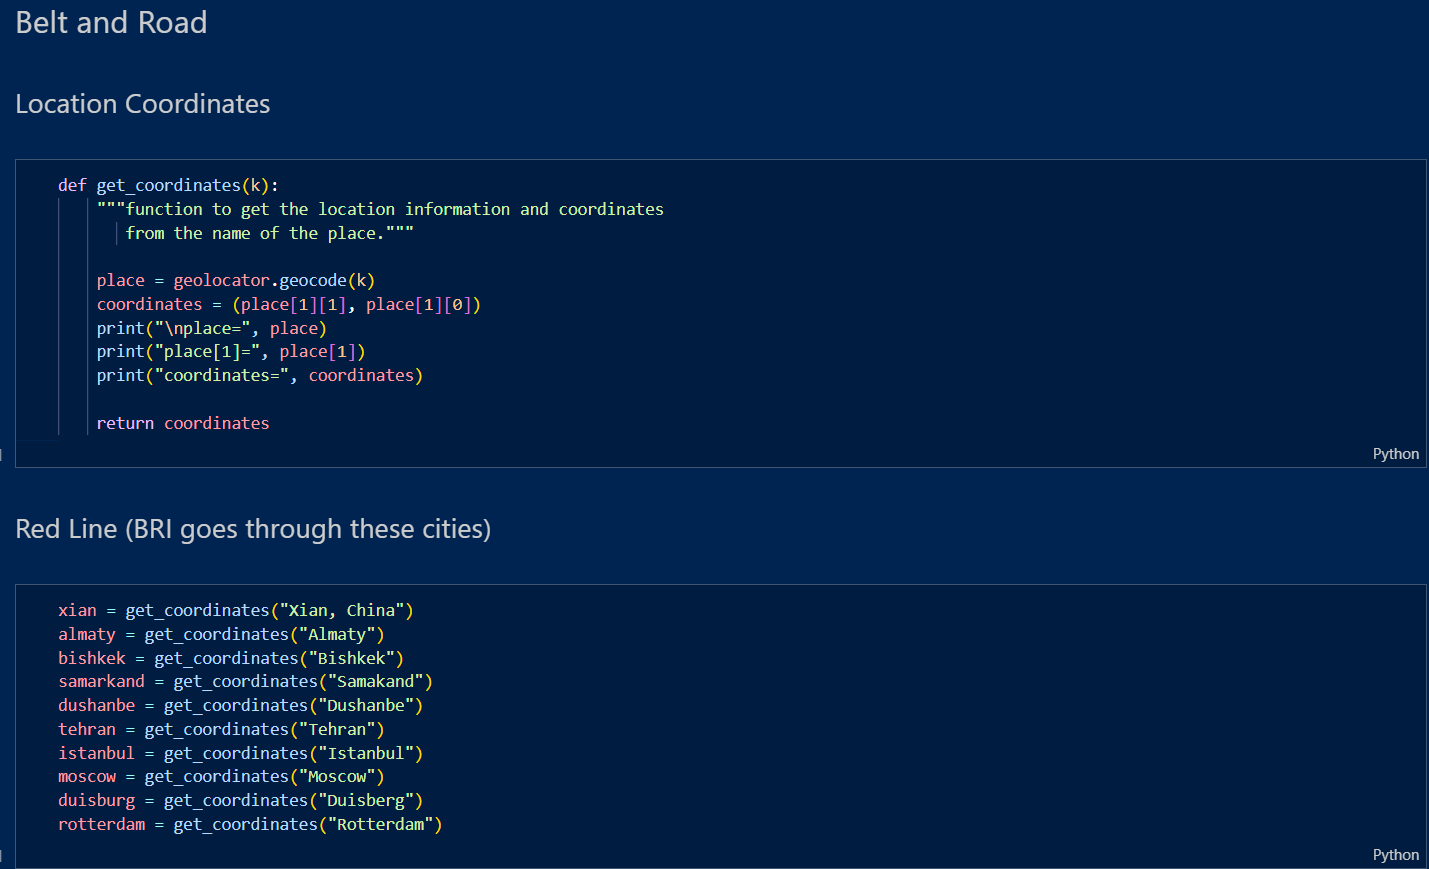 Belt and Road
Location Coordinates
def get_coordinates(k):
"""function to get the location information and coordinates
from the name of the place."""
place = geolocator.geocode(k)
coordinates = (place[1][1], place[1][0])
print("\nplace=", place)
print("place[1]=", place[1])
print("coordinates=", coordinates)
return coordinates
Python
Red Line (BRI goes through these cities)
xian = get_coordinates("Xian, China")
almaty = get_coordinates("Almaty")
bishkek = get_coordinates("Bishkek")
samarkand = get_coordinates("Samakand")
dushanbe = get_coordinates("Dushanbe")
tehran = get_coordinates("Tehran")
istanbul = get_coordinates("Istanbul")
moscow = get_coordinates("Moscow")
duisburg = get_coordinates("Duisberg")
rotterdam = get_coordinates("Rotterdam")
Python